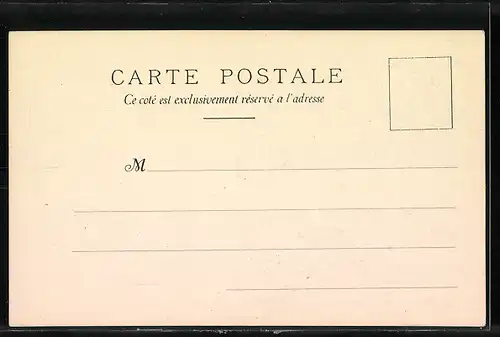 CARTE POSTALE
Ce coté est exclusivement réservé a l'adresse
M